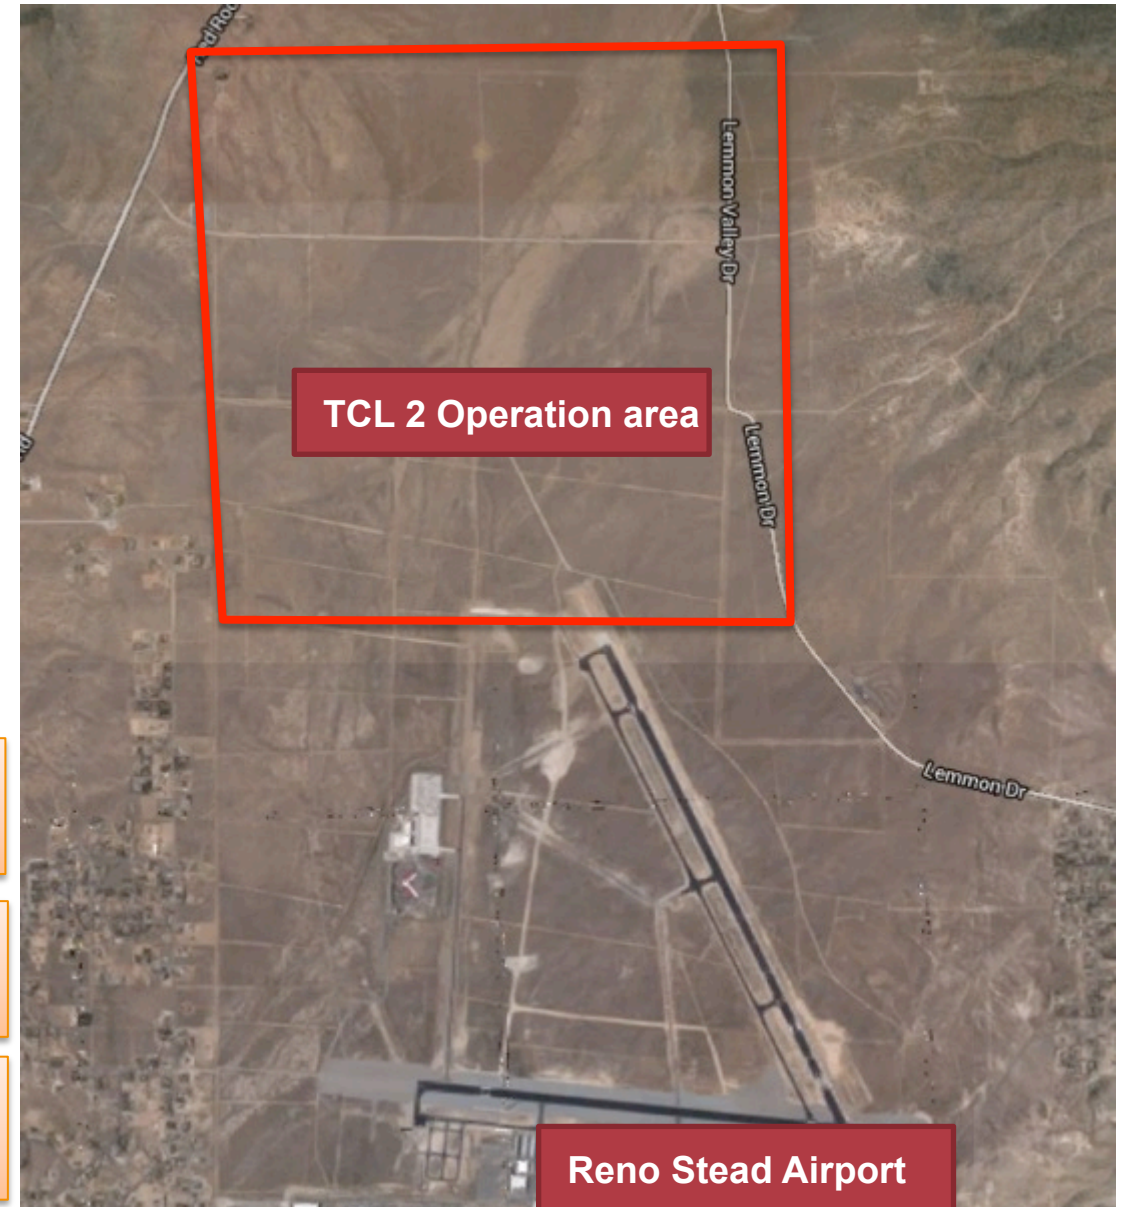 Lemmon Valley Dr
TCL 2 Operation area
Lemmon Dr
Lemmon Dr
Reno Stead Airport